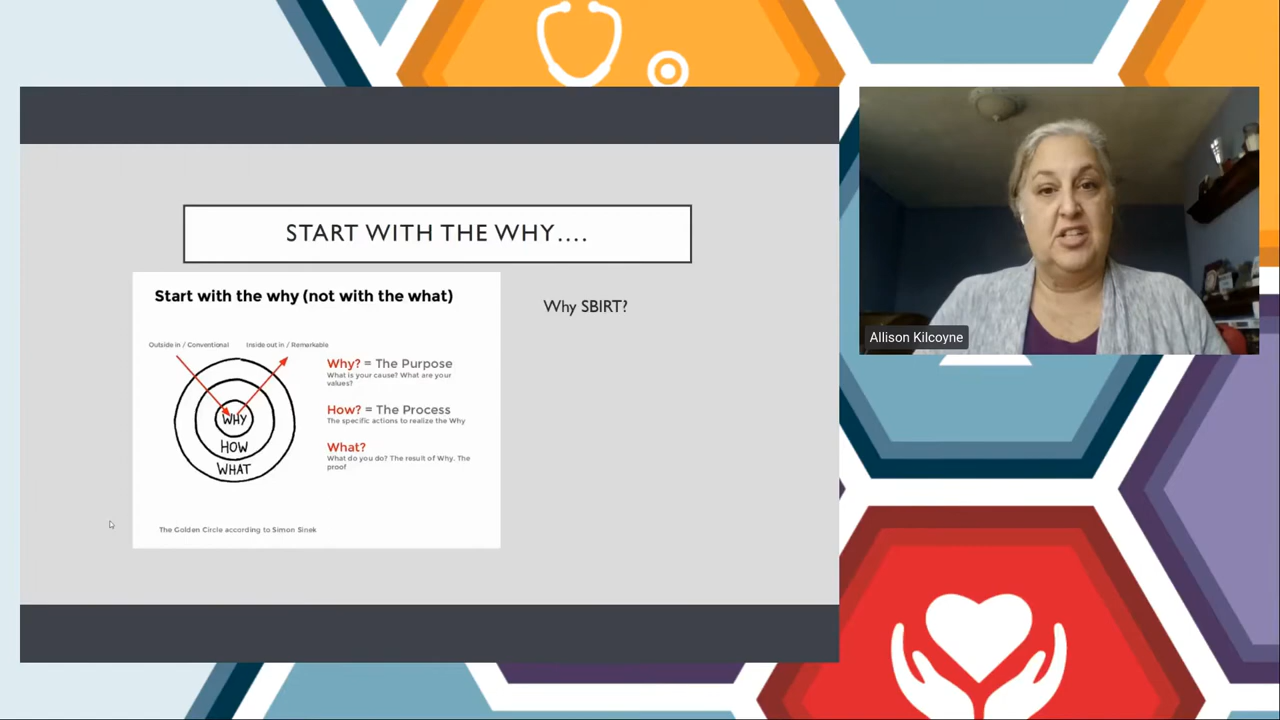 START WITH THE WHY....
Start with the why (not with the what)
Why SBIRT?
Outside in / Conventional
Inside out in / Remarkable
WHY
HOW
WHAT
Why? = The Purpose
What is your cause? What are your
values?
How? = The Process
The specific actions to realize the Why
What?
What do you do? The result of Why. The
proof
The Golden Circle according to Simon Sinek
Allison Kilcoyne